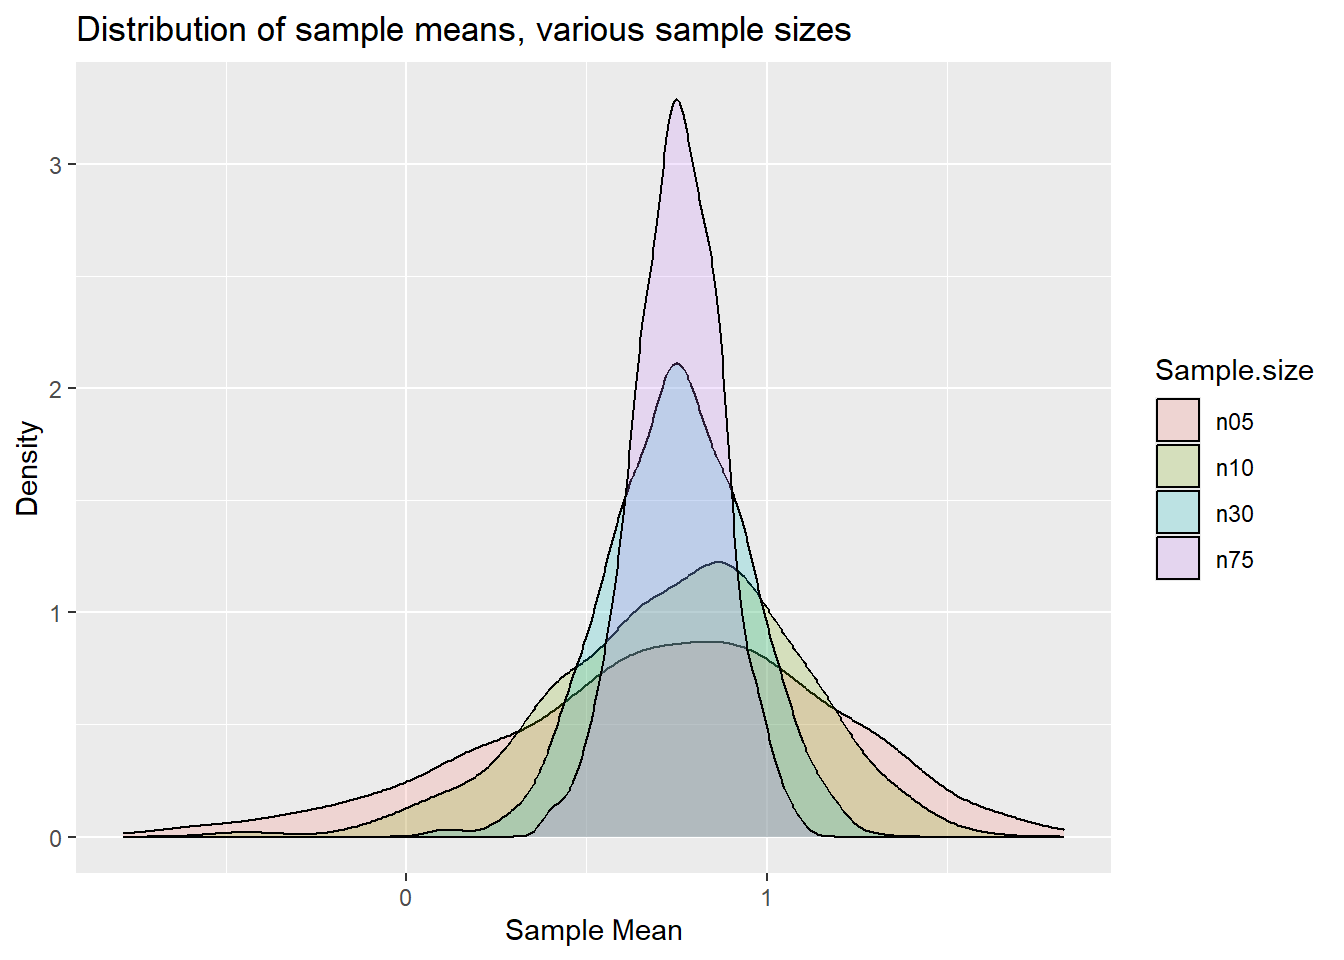 Distribution of sample means, various sample sizes
3
2
1
0
Density
0
1
Sample Mean
Sample.size
n05
n10
n30
n75